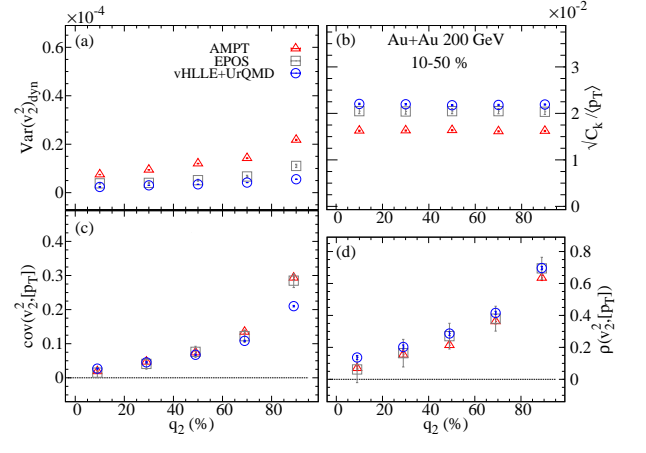 ×10⁻⁴
×10⁻²
(a)
AMPT
EPOS
vHLLE+UrQMD
Var(v₂²)dyn
0.6
0.4
0.2
0
(b)
Au+Au 200 GeV
10-50 %
√Cₖ /⟨p_T⟩
3
2
1
0
0 20 40 60 80
(c)
cov(v₂²,[p_T])
0.4
0.3
0.2
0.1
0
0 20 40 60 80
q₂ (%)
q₂ (%)
(d)
ρ(v₂²,[p_T])
0.8
0.6
0.4
0.2
0
0 20 40 60 80
q₂ (%)